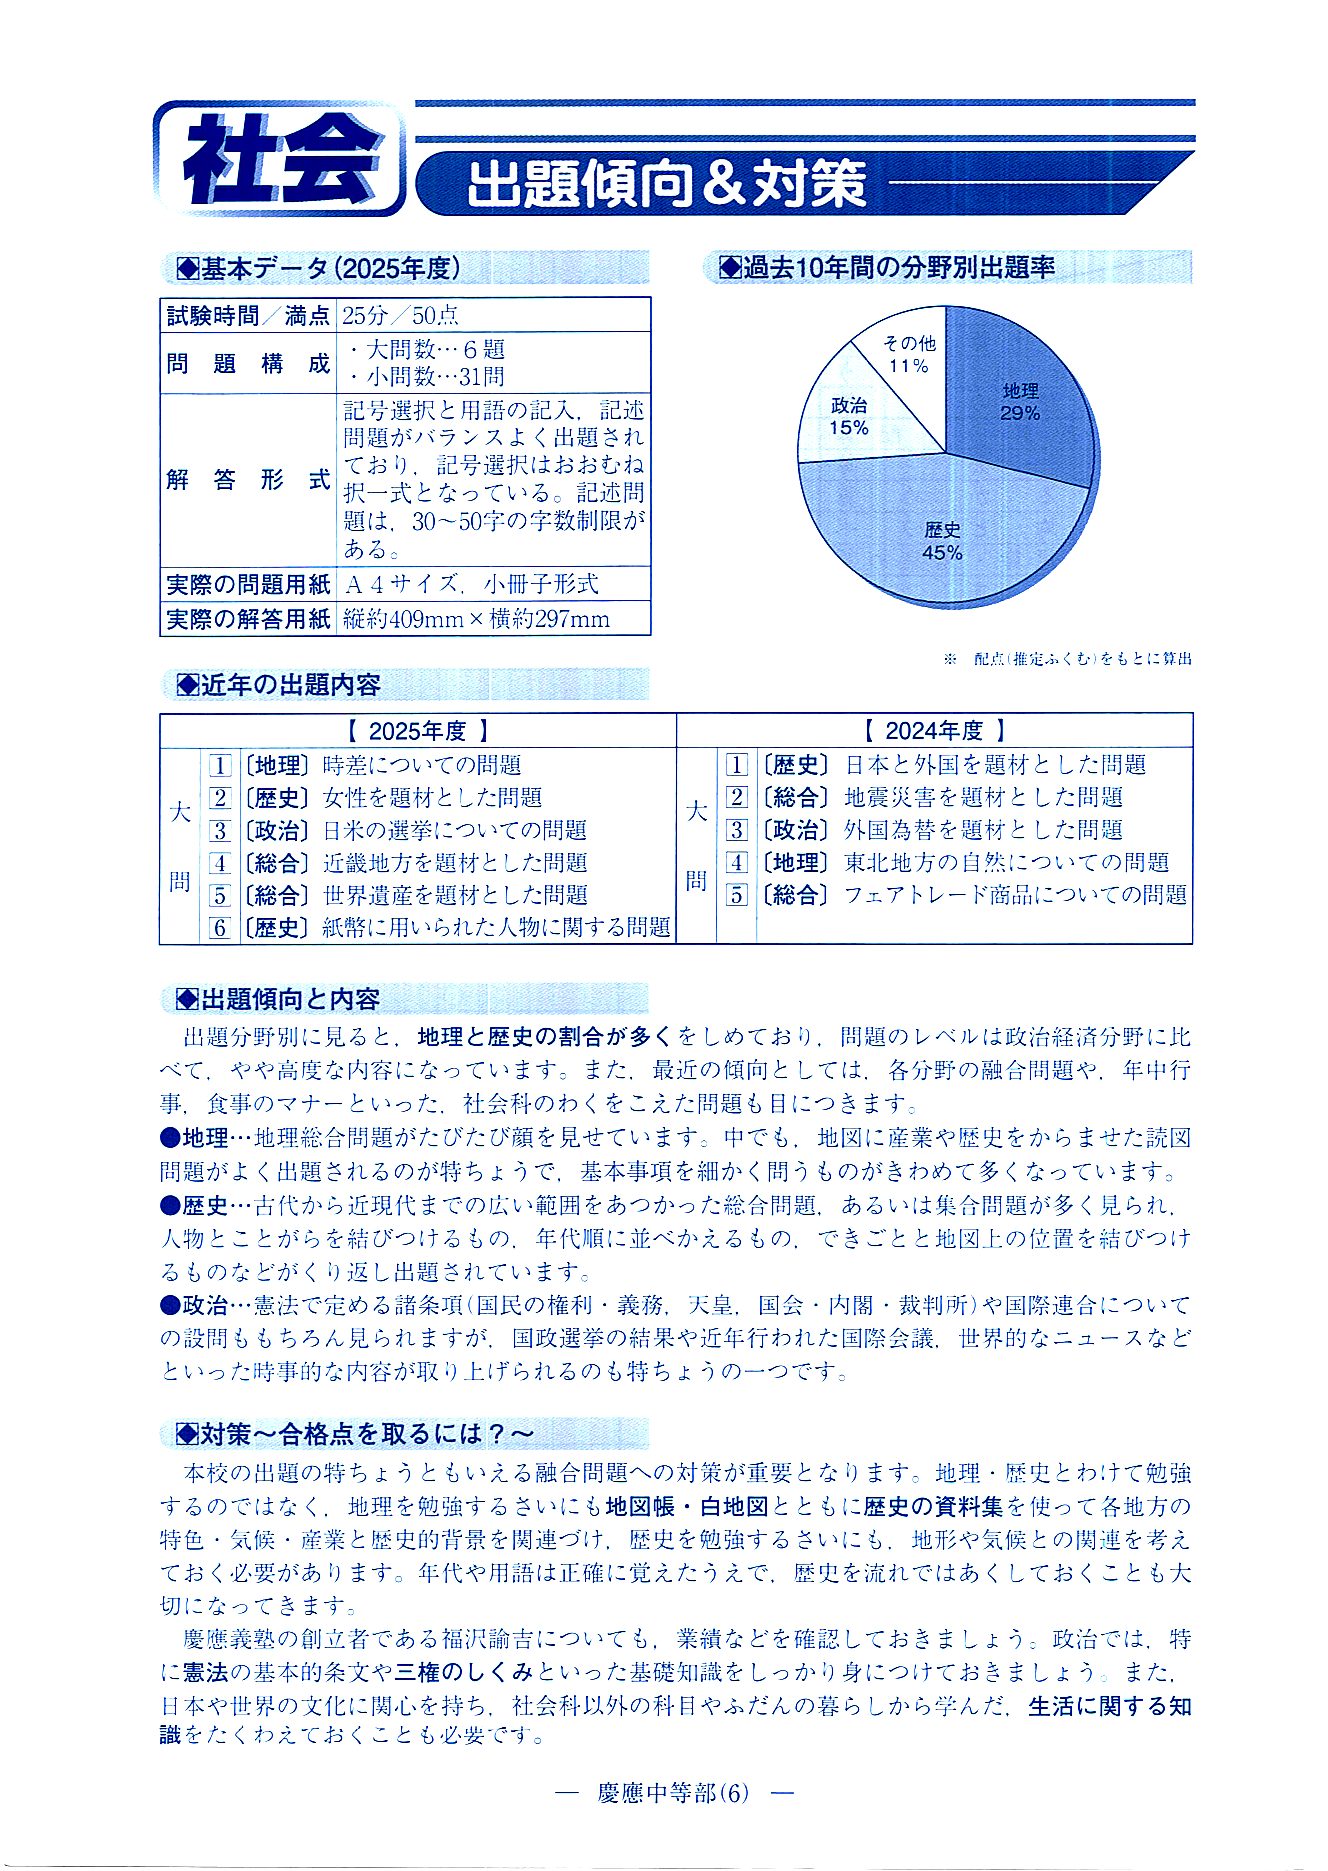 社会
出題傾向＆対策
◆基本データ(2025年度)
試験時間／満点 25分／50点
問題構成 ・大問数…６題
・小問数…31問
解答形式 記号選択と用語の記入，記述
問題がバランスよく出題され
ており，記号選択はおおむね
択一式となっている。記述問
題は，30～50字の字数制限が
ある。
実際の問題用紙 Ａ４サイズ，小冊子形式
実際の解答用紙 縦約409mm×横約297mm
◆過去10年間の分野別出題率
その他
11%
地理
29%
政治
15%
歴史
45%
※　配点(推定ふくむ)をもとに算出
◆近年の出題内容
【 2025年度 】
大問
1 〔地理〕時差についての問題
2 〔歴史〕女性を題材とした問題
3 〔政治〕日米の選挙についての問題
4 〔総合〕近畿地方を題材とした問題
5 〔総合〕世界遺産を題材とした問題
6 〔歴史〕紙幣に用いられた人物に関する問題
【 2024年度 】
大問
1 〔歴史〕日本と外国を題材とした問題
2 〔総合〕地震災害を題材とした問題
3 〔政治〕外国為替を題材とした問題
4 〔地理〕東北地方の自然についての問題
5 〔総合〕フェアトレード商品についての問題
◆出題傾向と内容
　出題分野別に見ると，地理と歴史の割合が多くをしめており，問題のレベルは政治経済分野に比
べて，やや高度な内容になっています。また，最近の傾向としては，各分野の融合問題や，年中行
事，食事のマナーといった，社会科のわくをこえた問題も目につきます。
●地理…地理総合問題がたびたび顔を見せています。中でも，地図に産業や歴史をからませた読図
問題がよく出題されるのが特ちょうで，基本事項を細かく問うものがきわめて多くなっています。
●歴史…古代から近現代までの広い範囲をあつかった総合問題，あるいは集合問題が多く見られ，
人物とことがらを結びつけるもの，年代順に並べかえるもの，できごとと地図上の位置を結びつけ
るものなどがくり返し出題されています。
●政治…憲法で定める諸条項(国民の権利・義務，天皇，国会・内閣・裁判所)や国際連合について
の設問ももちろん見られますが，国政選挙の結果や近年行われた国際会議，世界的なニュースなど
といった時事的な内容が取り上げられるのも特ちょうの一つです。
◆対策～合格点を取るには？～
　本校の出題の特ちょうともいえる融合問題への対策が重要となります。地理・歴史とわけて勉強
するのではなく，地理を勉強するさいにも地図帳・白地図とともに歴史の資料集を使って各地方の
特色・気候・産業と歴史的背景を関連づけ，歴史を勉強するさいにも，地形や気候との関連を考え
ておく必要があります。年代や用語は正確に覚えたうえで，歴史を流れではあくしておくことも大
切になってきます。
　慶應義塾の創立者である福沢諭吉についても，業績などを確認しておきましょう。政治では，特
に憲法の基本的条文や三権のしくみといった基礎知識をしっかり身につけておきましょう。また，
日本や世界の文化に関心を持ち，社会科以外の科目やふだんの暮らしから学んだ，生活に関する知
識をたくわえておくことも必要です。
― 慶應中等部(6) ―